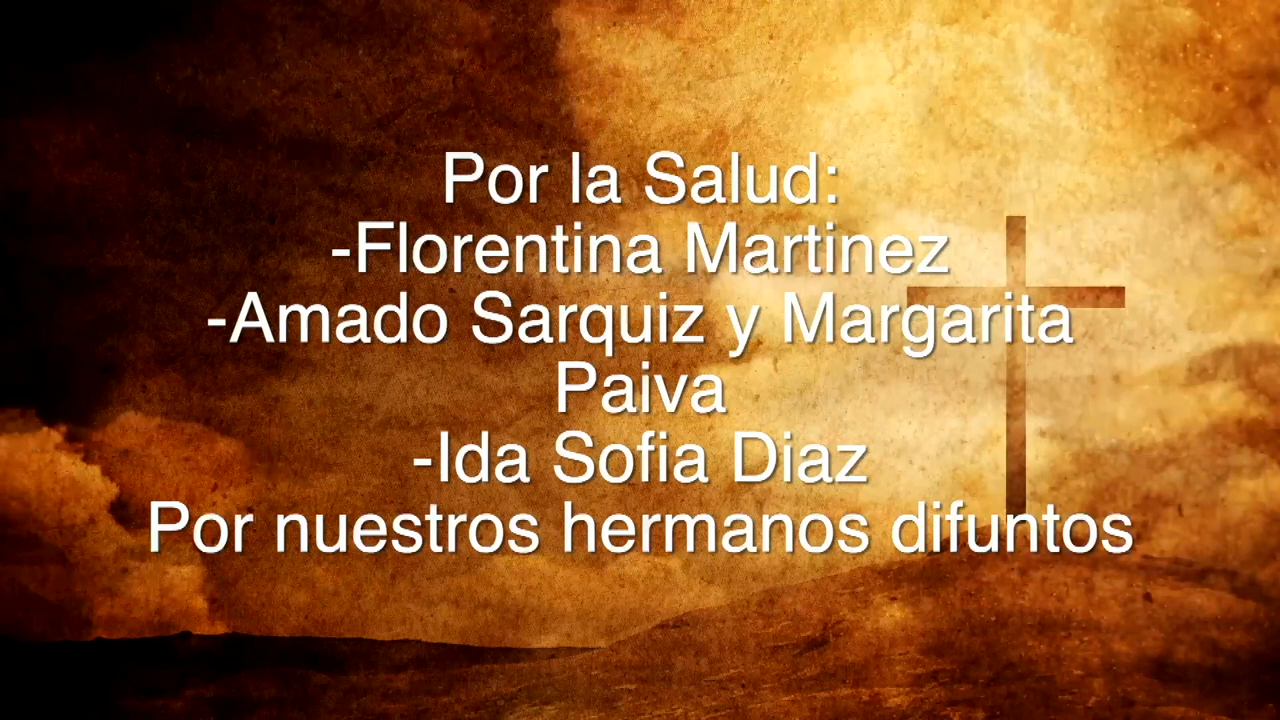 Por la Salud:
-Florentina Martinez
-Amado Sarquiz y Margarita
Paiva
-Ida Sofia Diaz
Por nuestros hermanos difuntos